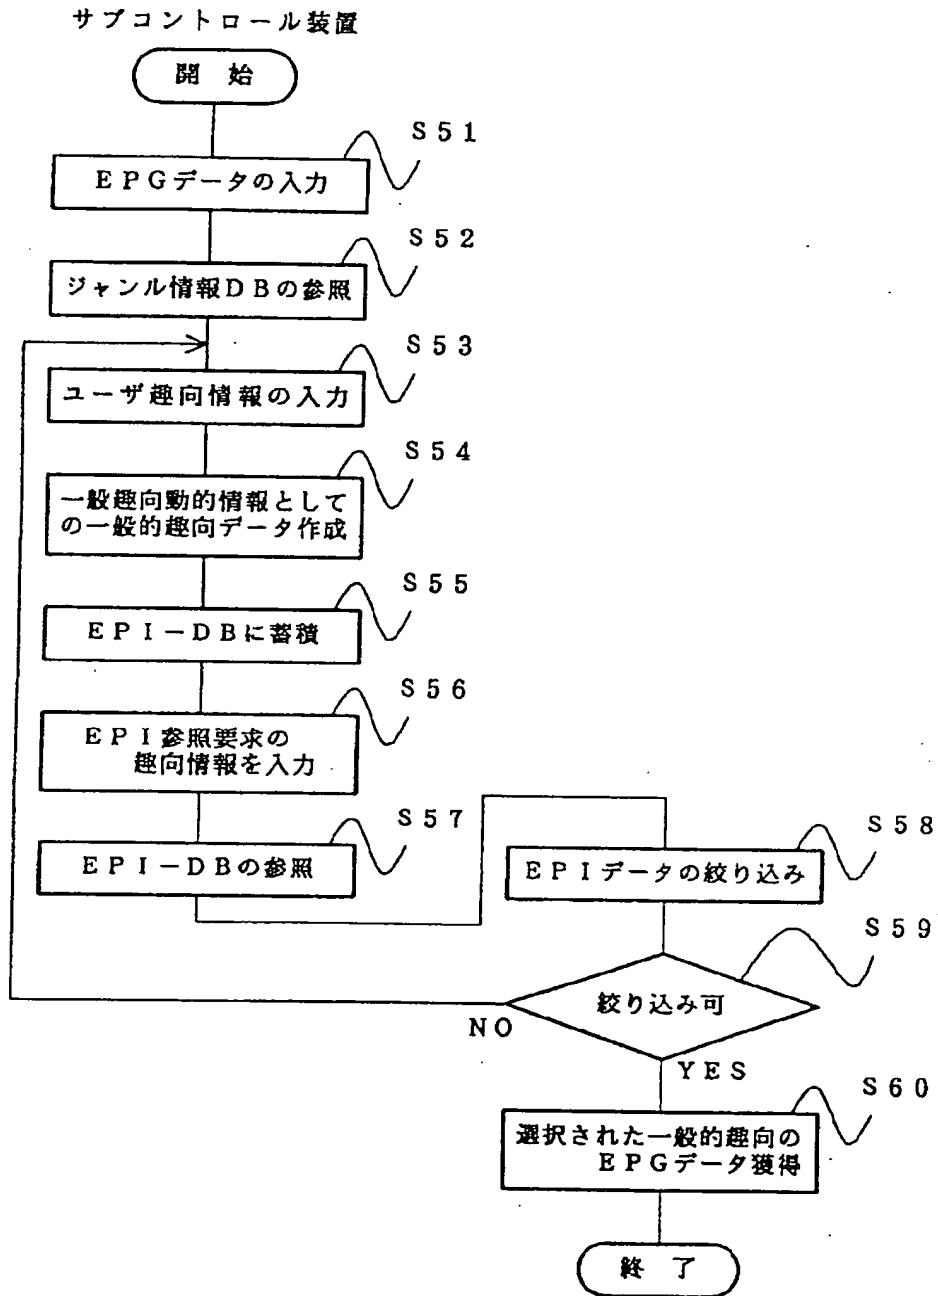 サブコントロール装置
開 始
S51
EPGデータの入力
S52
ジャンル情報DBの参照
S53
ユーザ趣向情報の入力
S54
一般趣向動的情報として
の一般的趣向データ作成
S55
EPI-DBに蓄積
S56
EPI参照要求の
趣向情報を入力
S57
EPI-DBの参照
S58
EPIデータの絞り込み
S59
絞り込み可
NO
YES
S60
選択された一般的趣向の
EPGデータ獲得
終 了